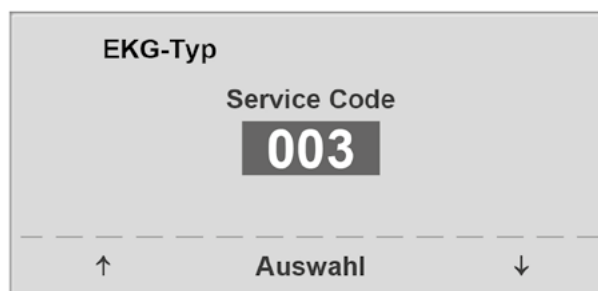 EKG-Typ
Service Code
003
↑ Auswahl ↓